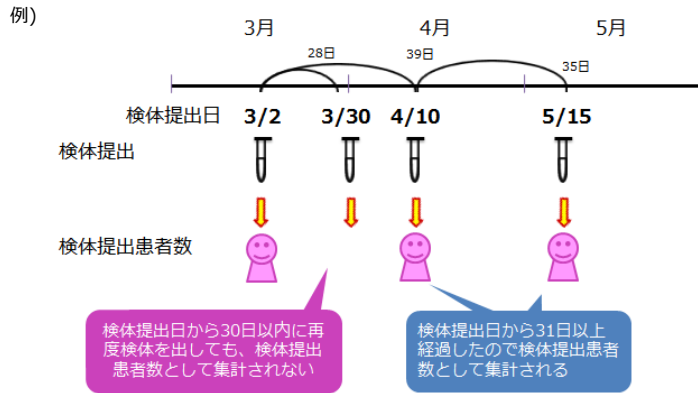 例)
3月 4月 5月
28日 39日 35日
検体提出日 3/2 3/30 4/10 5/15
検体提出
検体提出患者数
検体提出日から30日以内に再
度検体を出しても、検体提出
患者数として集計されない
検体提出日から31日以上
経過したので検体提出患者
数として集計される